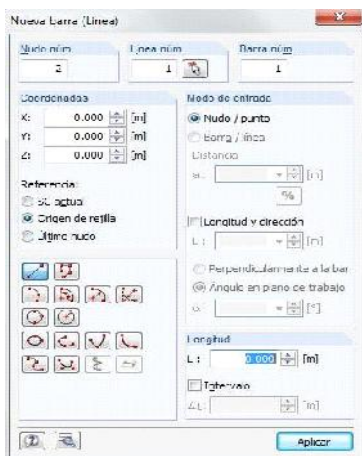 Nueva barra (Línea)
Nudo núm Línea núm Barra núm
2 1 1
Coordenadas
X: 0.000 [m]
Y: 0.000 [m]
Z: 0.000 [m]
Referencia:
SC actual
Origen de rejilla
Último nudo
Modo de entrada
Nudo / punto
Barra / línea
Distancia
a: [m]
%
Longitud y dirección
L: [m]
Perpendicularmente a la bar
Ángulo en plano de trabajo
α: [°]
Longitud
L : 0.000 [m]
Intervalo
[m]
Aplicar